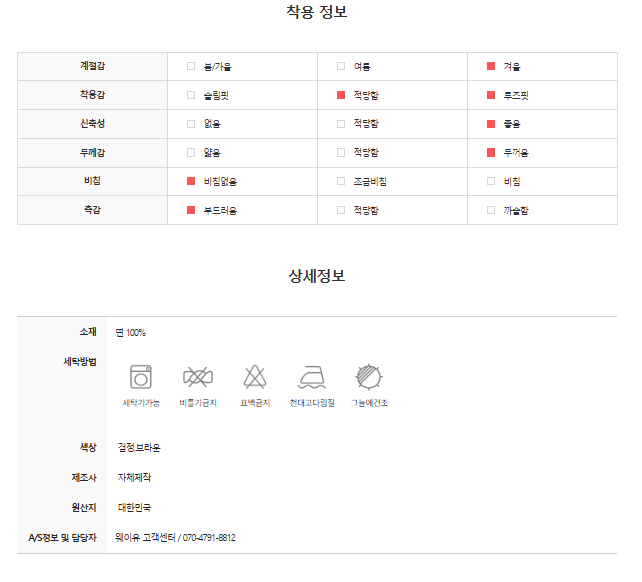 착용 정보
계절감 봄/가을 여름 겨울
착용감 슬림핏 적당함 루즈핏
신축성 없음 적당함 좋음
두께감 얇음 적당함 두꺼움
비침 비침없음 조금비침 비침
촉감 부드러움 적당함 까슬함
상세정보
소재 면 100%
세탁방법
세탁기가능 비틀기금지 표백금지 천대고다림질 그늘에건조
색상 검정,브라운
제조사 자체제작
원산지 대한민국
A/S정보 및 담당자 웨이유 고객센터 / 070-4791-8812